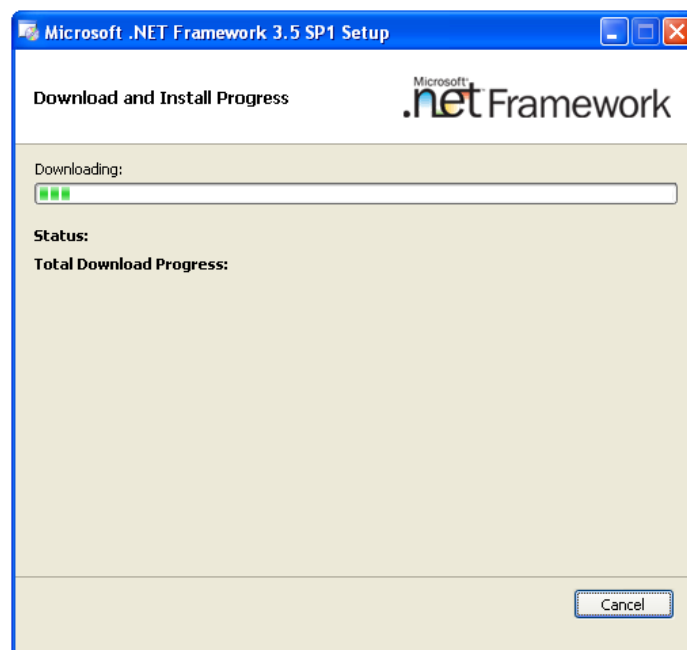 Microsoft .NET Framework 3.5 SP1 Setup
Download and Install Progress
Microsoft
.net Framework
Downloading:
Status:
Total Download Progress:
Cancel